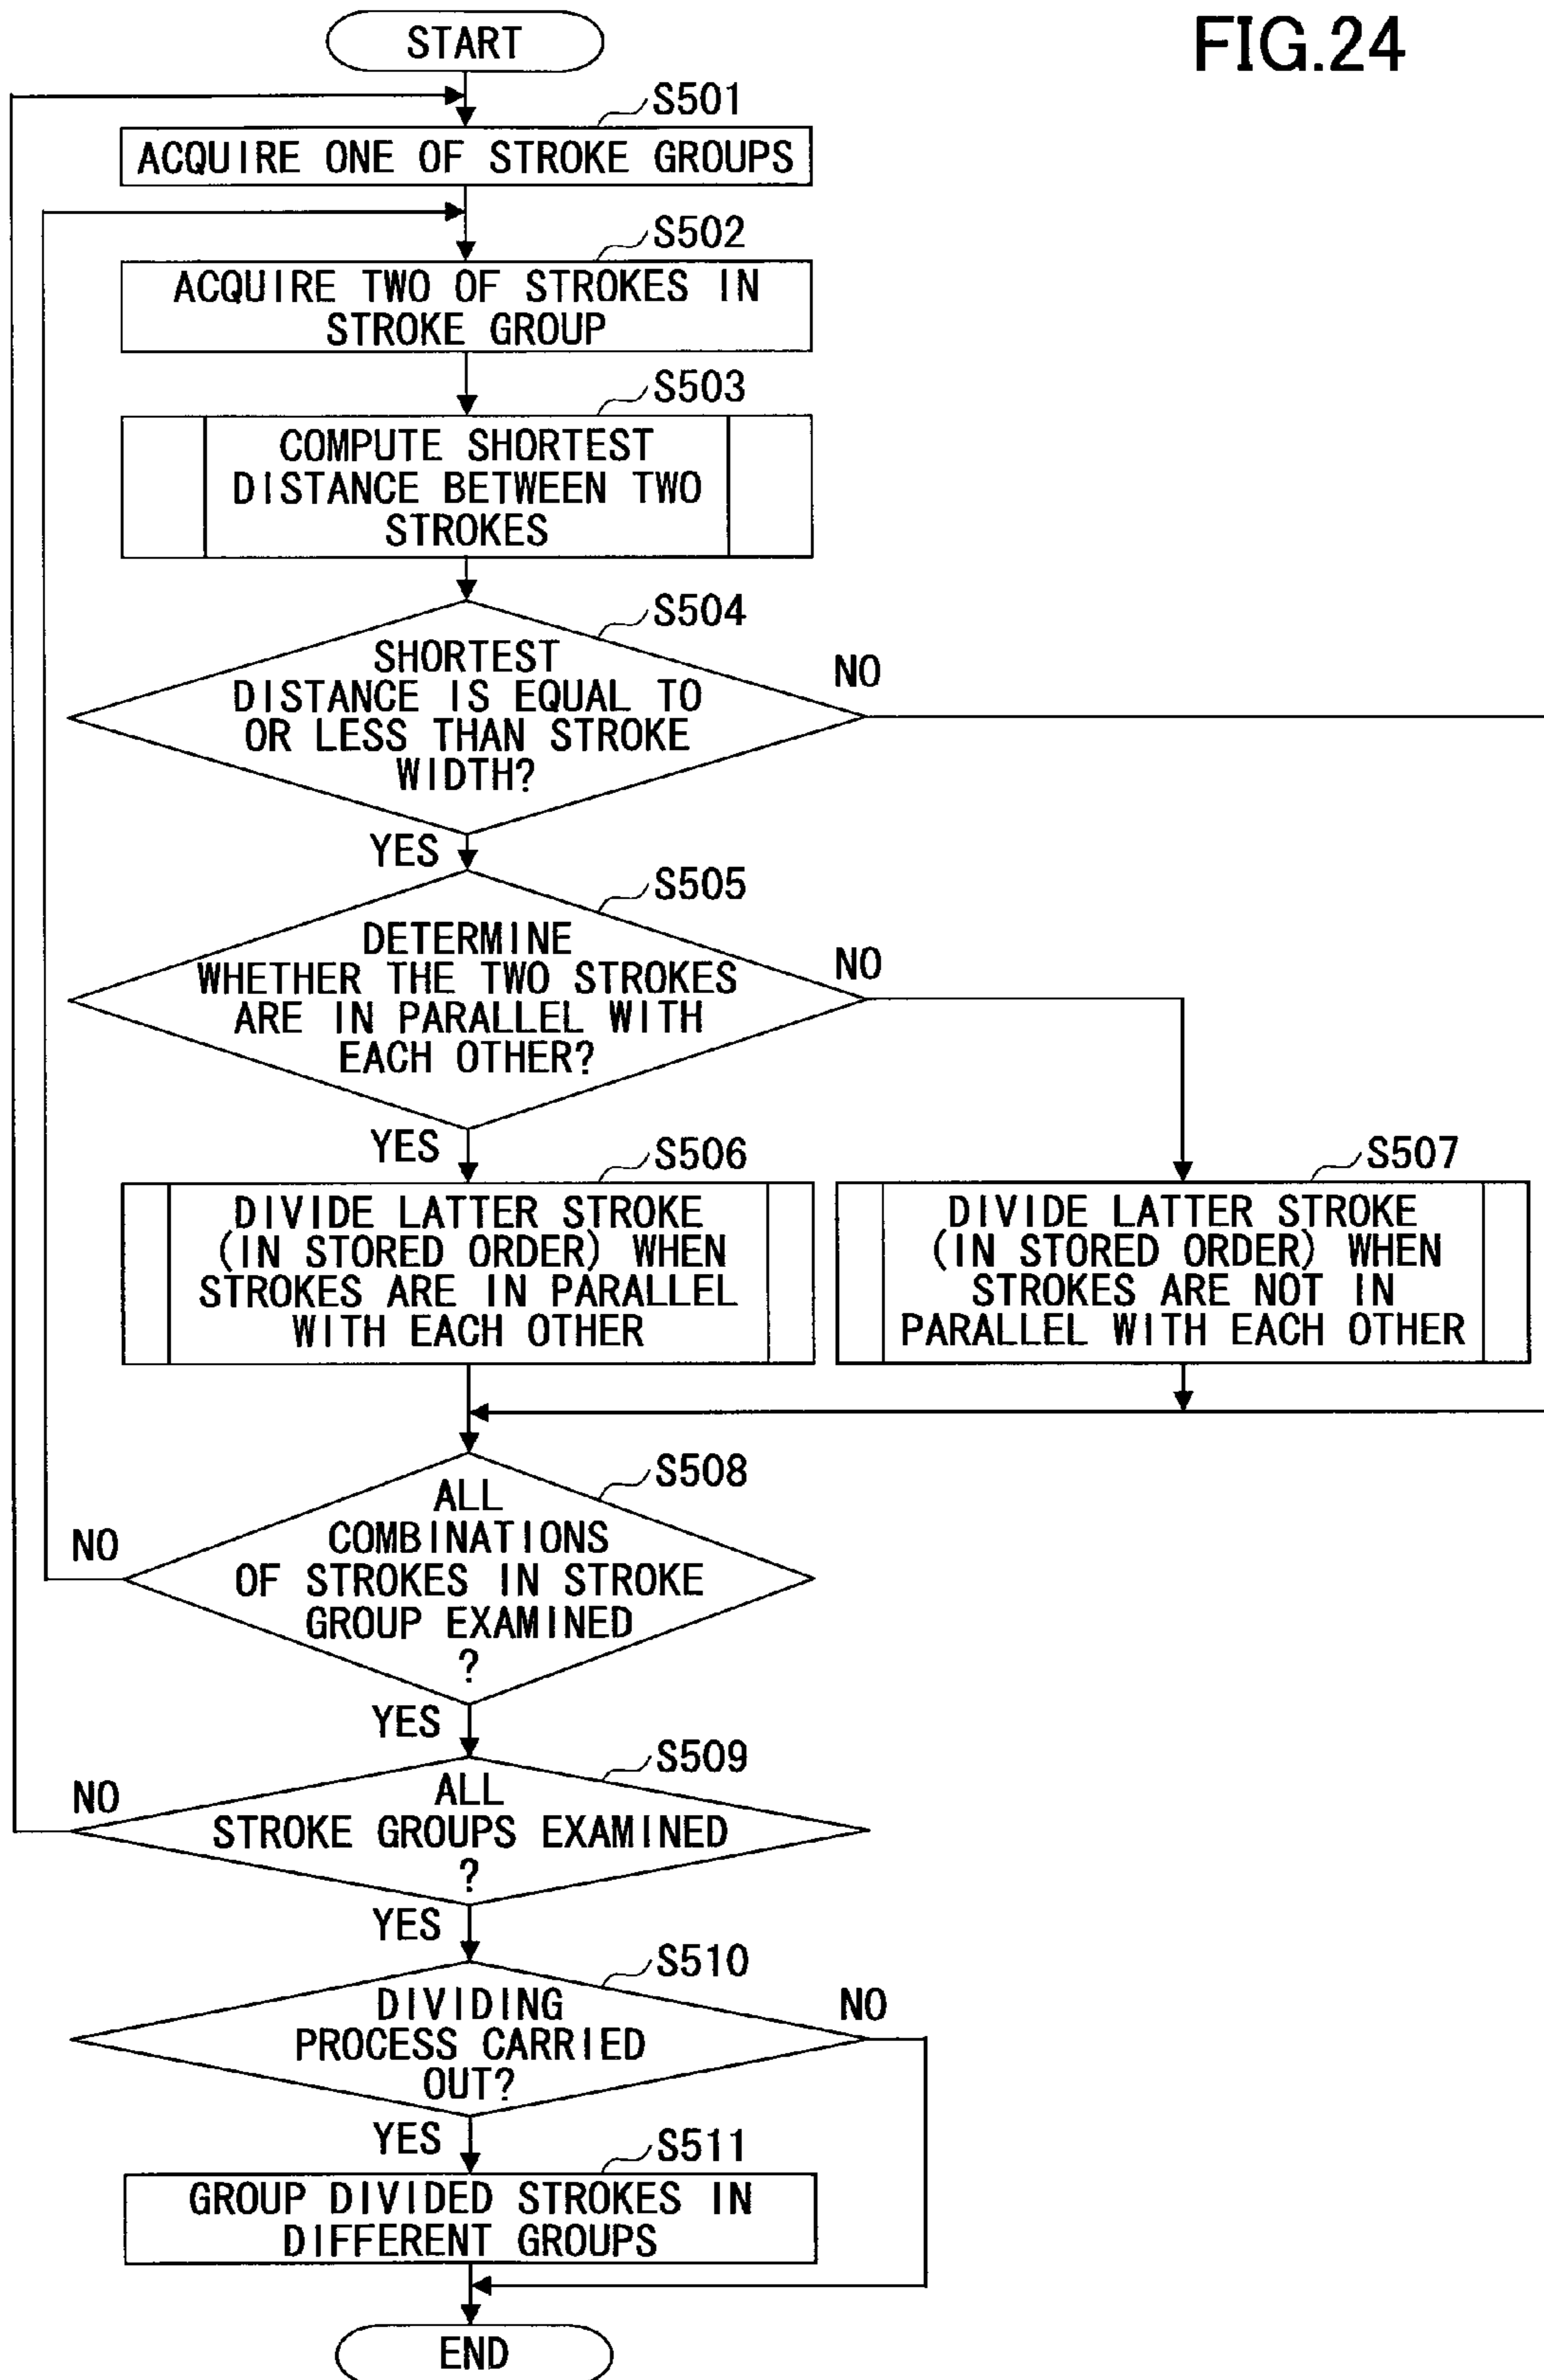 FIG.24
START
S501
ACQUIRE ONE OF STROKE GROUPS
S502
ACQUIRE TWO OF STROKES IN
STROKE GROUP
S503
COMPUTE SHORTEST
DISTANCE BETWEEN TWO
STROKES
S504
SHORTEST
DISTANCE IS EQUAL TO
OR LESS THAN STROKE
WIDTH?
NO
YES
S505
DETERMINE
WHETHER THE TWO STROKES
ARE IN PARALLEL WITH
EACH OTHER?
NO
YES
S506
DIVIDE LATTER STROKE
(IN STORED ORDER) WHEN
STROKES ARE IN PARALLEL
WITH EACH OTHER
S507
DIVIDE LATTER STROKE
(IN STORED ORDER) WHEN
STROKES ARE NOT IN
PARALLEL WITH EACH OTHER
S508
ALL
COMBINATIONS
OF STROKES IN STROKE
GROUP EXAMINED
?
NO
YES
S509
ALL
STROKE GROUPS EXAMINED
?
NO
YES
S510
DIVIDING
PROCESS CARRIED
OUT?
NO
YES
S511
GROUP DIVIDED STROKES IN
DIFFERENT GROUPS
END